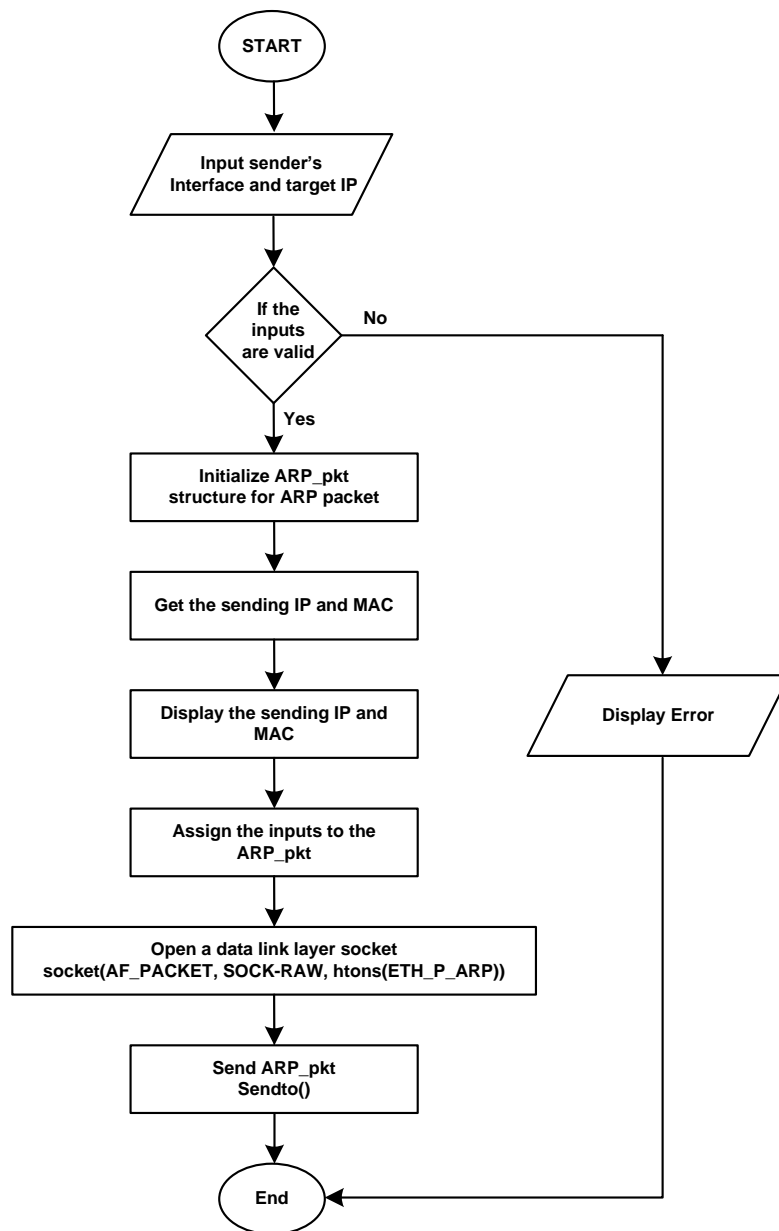 START
Input sender's
Interface and target IP
If the
inputs
are valid
No
Yes
Initialize ARP_pkt
structure for ARP packet
Get the sending IP and MAC
Display the sending IP and
MAC
Display Error
Assign the inputs to the
ARP_pkt
Open a data link layer socket
socket(AF_PACKET, SOCK-RAW, htons(ETH_P_ARP))
Send ARP_pkt
Sendto()
End